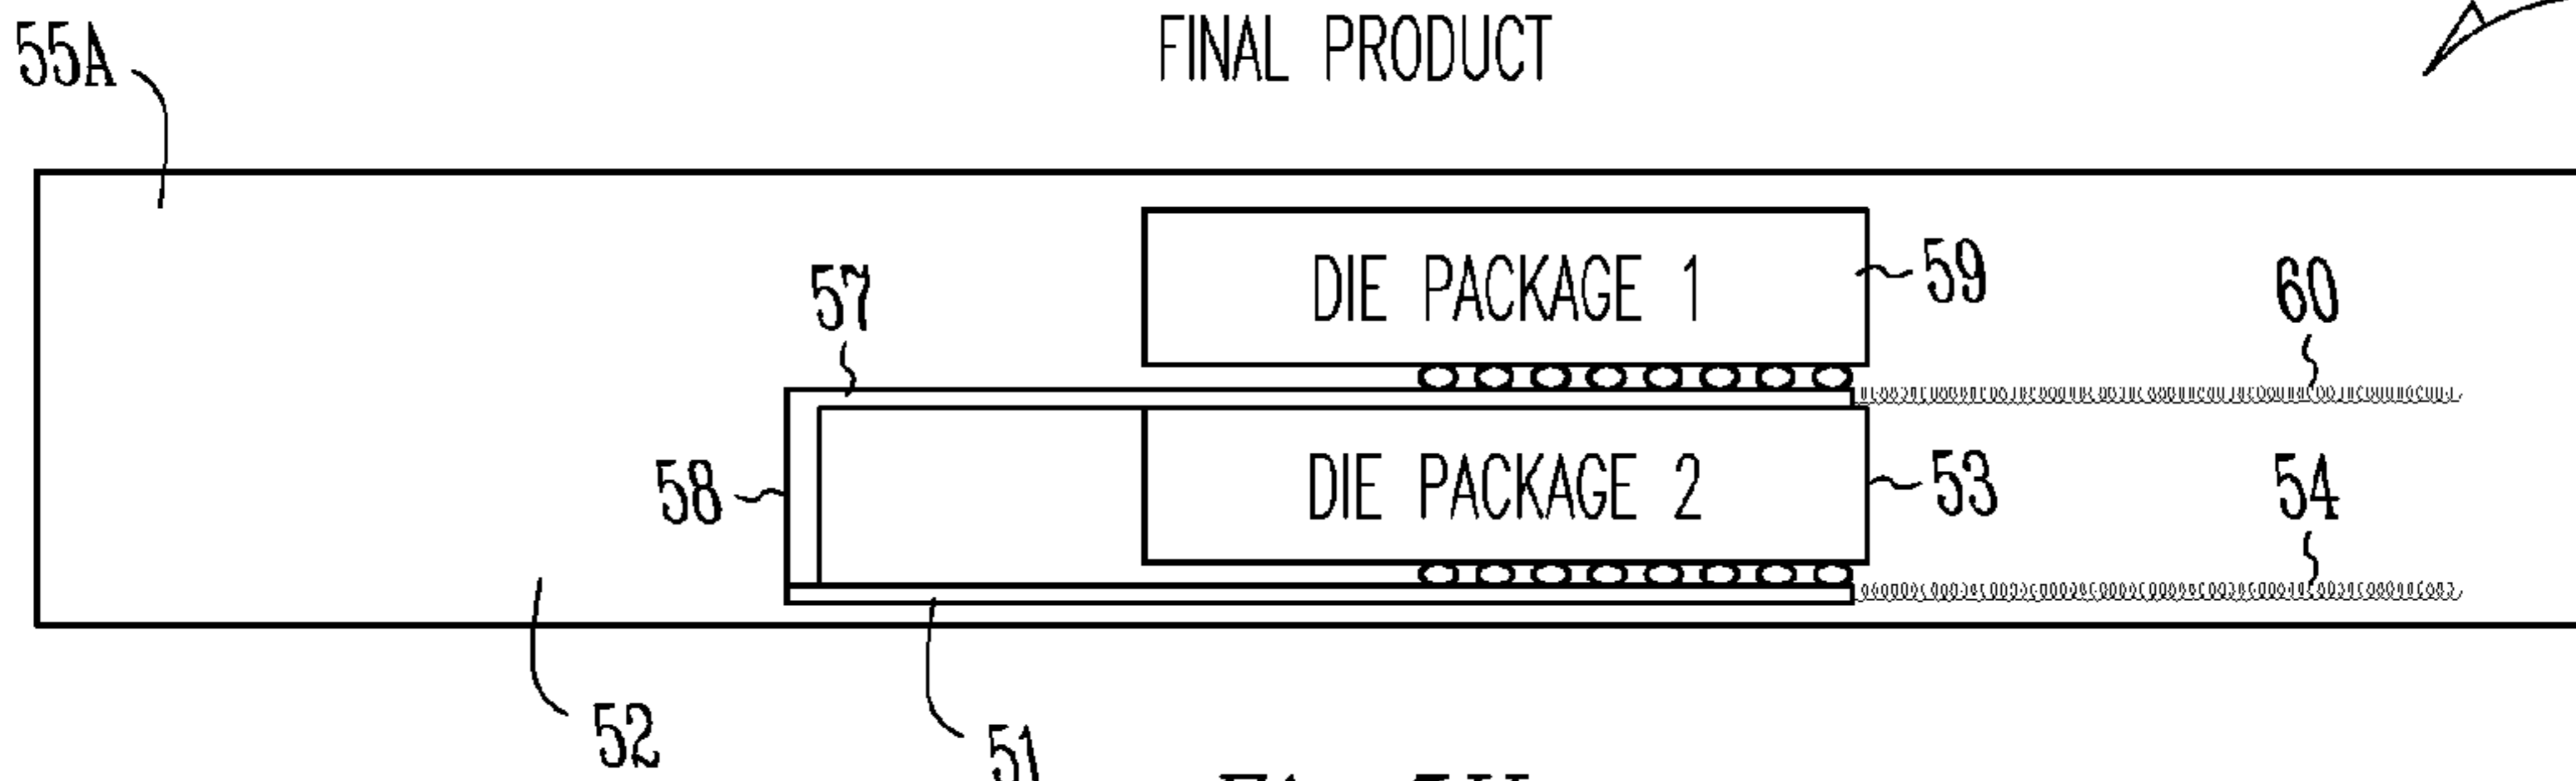 FINAL PRODUCT
55A
DIE PACKAGE 1
59
57
60
DIE PACKAGE 2
58
53
54
52
51